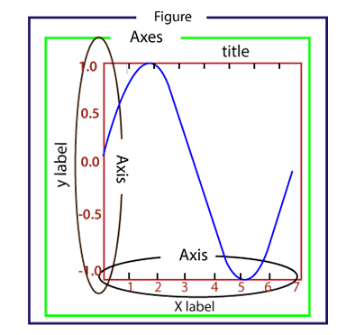 Figure
Axes
title
1.0
0.5
0.0
-0.5
-1.0
y label
Axis
Axis
1 2 3 4 5 6 7
X label